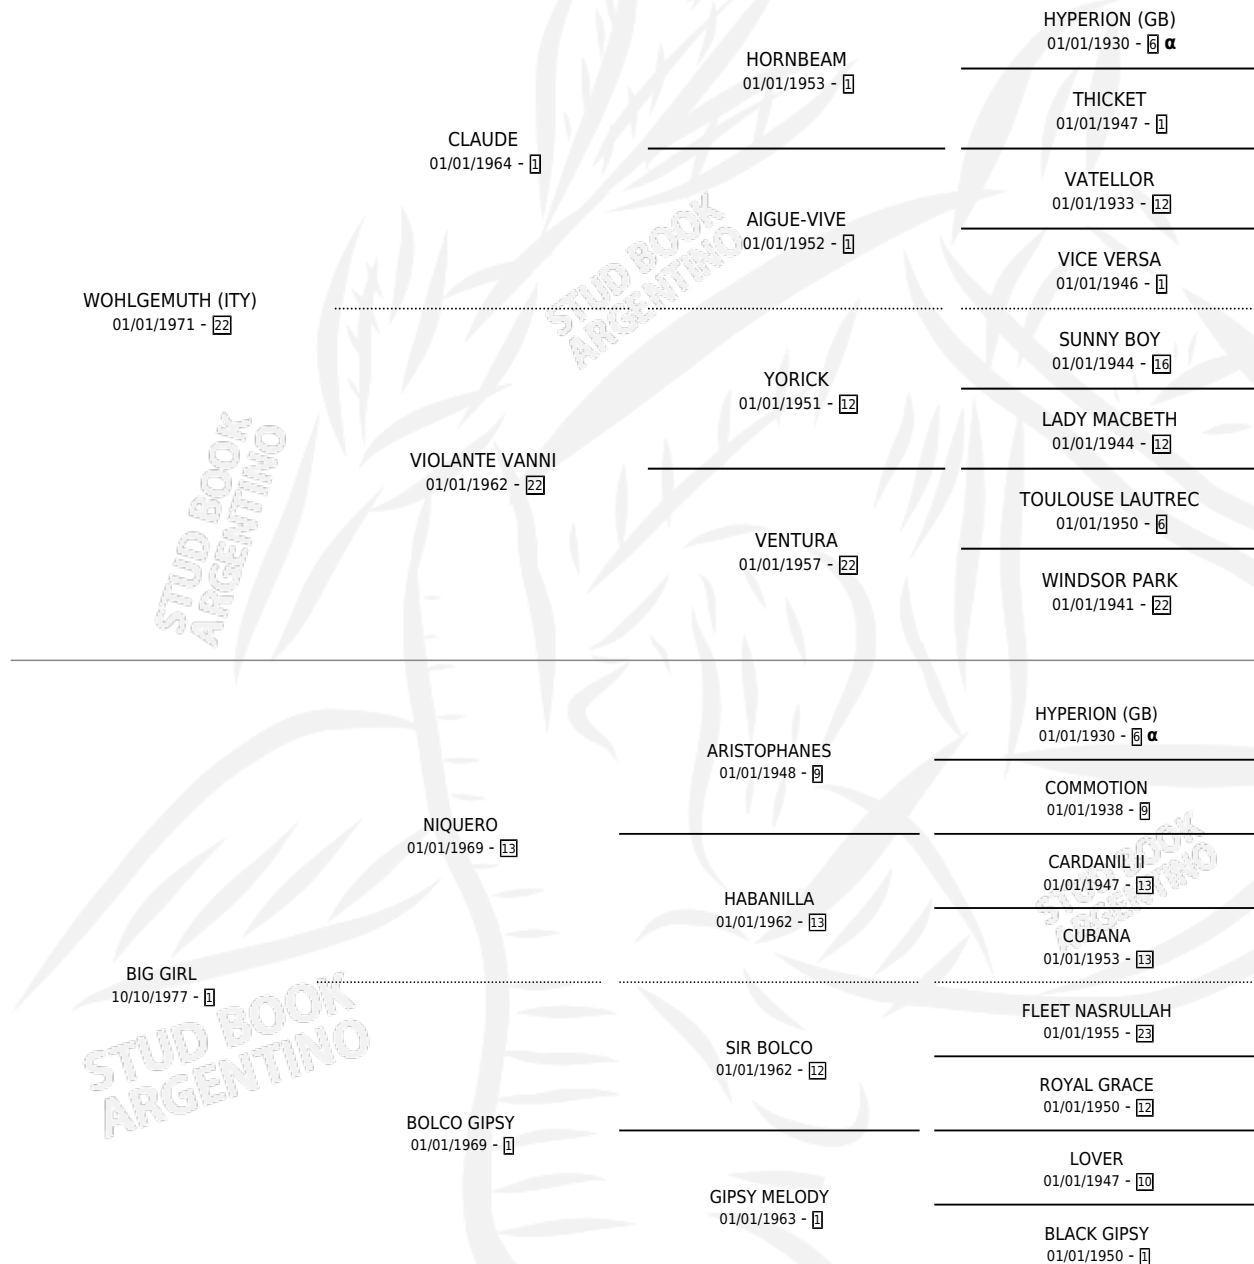 HYPERION (GB)
01/01/1930 - 6 α
HORNBEAM
01/01/1953 - 1
THICKET
01/01/1947 - 1
CLAUDE
01/01/1964 - 1
VATELLOR
01/01/1933 - 12
AIGUE-VIVE
01/01/1952 - 1
VICE VERSA
01/01/1946 - 1
STUD BOOK
ARGENTINO
WOHLGEMUTH (ITY)
01/01/1971 - 22
SUNNY BOY
01/01/1944 - 16
YORICK
01/01/1951 - 12
LADY MACBETH
01/01/1944 - 12
VIOLANTE VANNI
01/01/1962 - 22
TOULOUSE LAUTREC
01/01/1950 - 6
VENTURA
01/01/1957 - 22
WINDSOR PARK
01/01/1941 - 22
STUD BOOK
ARGENTINO
HYPERION (GB)
01/01/1930 - 6 α
ARISTOPHANES
01/01/1948 - 9
COMMOTION
01/01/1938 - 9
NIQUERO
01/01/1969 - 13
CARDANIL II
01/01/1947 - 13
HABANILLA
01/01/1962 - 13
CUBANA
01/01/1953 - 13
STUD BOOK
ARGENTINO
BIG GIRL
10/10/1977 - 1
FLEET NASRULLAH
01/01/1955 - 23
SIR BOLCO
01/01/1962 - 12
ROYAL GRACE
01/01/1950 - 12
STUD BOOK
ARGENTINO
BOLCO GIPSY
01/01/1969 - 1
LOVER
01/01/1947 - 10
GIPSY MELODY
01/01/1963 - 1
BLACK GIPSY
01/01/1950 - 1